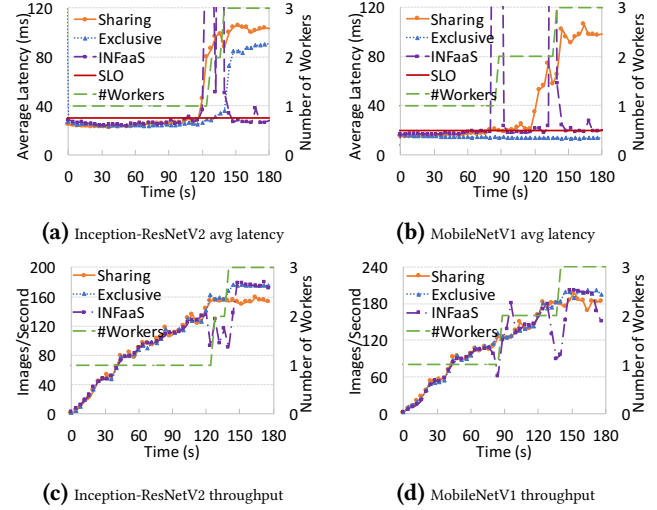 120
80
40
0
Average Latency (ms)
Sharing
Exclusive
INFaaS
SLO
#Workers
3
2
1
0
Number of Workers
0 30 60 90 120 150 180
Time (s)
(a) Inception-ResNetV2 avg latency
120
80
40
0
Average Latency (ms)
Sharing
Exclusive
INFaaS
SLO
#Workers
3
2
1
0
Number of Workers
0 30 60 90 120 150 180
Time (s)
(b) MobileNetV1 avg latency
200
160
120
80
40
0
Images/Second
Sharing
Exclusive
INFaaS
#Workers
3
2
1
0
Number of Workers
0 30 60 90 120 150 180
Time (s)
(c) Inception-ResNetV2 throughput
240
180
120
60
0
Images/Second
Sharing
Exclusive
INFaaS
#Workers
3
2
1
0
Number of Workers
0 30 60 90 120 150 180
Time (s)
(d) MobileNetV1 throughput